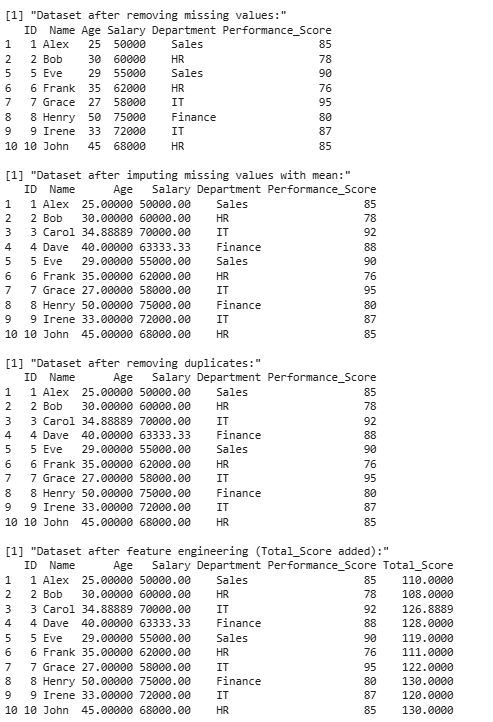 [1] "Dataset after removing missing values:"
ID Name Age Salary Department Performance_Score
1 1 Alex 25 50000 Sales 85
2 2 Bob 30 60000 HR 78
5 5 Eve 29 55000 Sales 90
6 6 Frank 35 62000 HR 76
7 7 Grace 27 58000 IT 95
8 8 Henry 50 75000 Finance 80
9 9 Irene 33 72000 IT 87
10 10 John 45 68000 HR 85
[1] "Dataset after imputing missing values with mean:"
ID Name Age Salary Department Performance_Score
1 1 Alex 25.00000 50000.00 Sales 85
2 2 Bob 30.00000 60000.00 HR 78
3 3 Carol 34.88889 70000.00 IT 92
4 4 Dave 40.00000 63333.33 Finance 88
5 5 Eve 29.00000 55000.00 Sales 90
6 6 Frank 35.00000 62000.00 HR 76
7 7 Grace 27.00000 58000.00 IT 95
8 8 Henry 50.00000 75000.00 Finance 80
9 9 Irene 33.00000 72000.00 IT 87
10 10 John 45.00000 68000.00 HR 85
[1] "Dataset after removing duplicates:"
ID Name Age Salary Department Performance_Score
1 1 Alex 25.00000 50000.00 Sales 85
2 2 Bob 30.00000 60000.00 HR 78
3 3 Carol 34.88889 70000.00 IT 92
4 4 Dave 40.00000 63333.33 Finance 88
5 5 Eve 29.00000 55000.00 Sales 90
6 6 Frank 35.00000 62000.00 HR 76
7 7 Grace 27.00000 58000.00 IT 95
8 8 Henry 50.00000 75000.00 Finance 80
9 9 Irene 33.00000 72000.00 IT 87
10 10 John 45.00000 68000.00 HR 85
[1] "Dataset after feature engineering (Total_Score added):"
ID Name Age Salary Department Performance_Score Total_Score
1 1 Alex 25.00000 50000.00 Sales 85 110.0000
2 2 Bob 30.00000 60000.00 HR 78 108.0000
3 3 Carol 34.88889 70000.00 IT 92 126.8889
4 4 Dave 40.00000 63333.33 Finance 88 128.0000
5 5 Eve 29.00000 55000.00 Sales 90 119.0000
6 6 Frank 35.00000 62000.00 HR 76 111.0000
7 7 Grace 27.00000 58000.00 IT 95 122.0000
8 8 Henry 50.00000 75000.00 Finance 80 130.0000
9 9 Irene 33.00000 72000.00 IT 87 120.0000
10 10 John 45.00000 68000.00 HR 85 130.0000